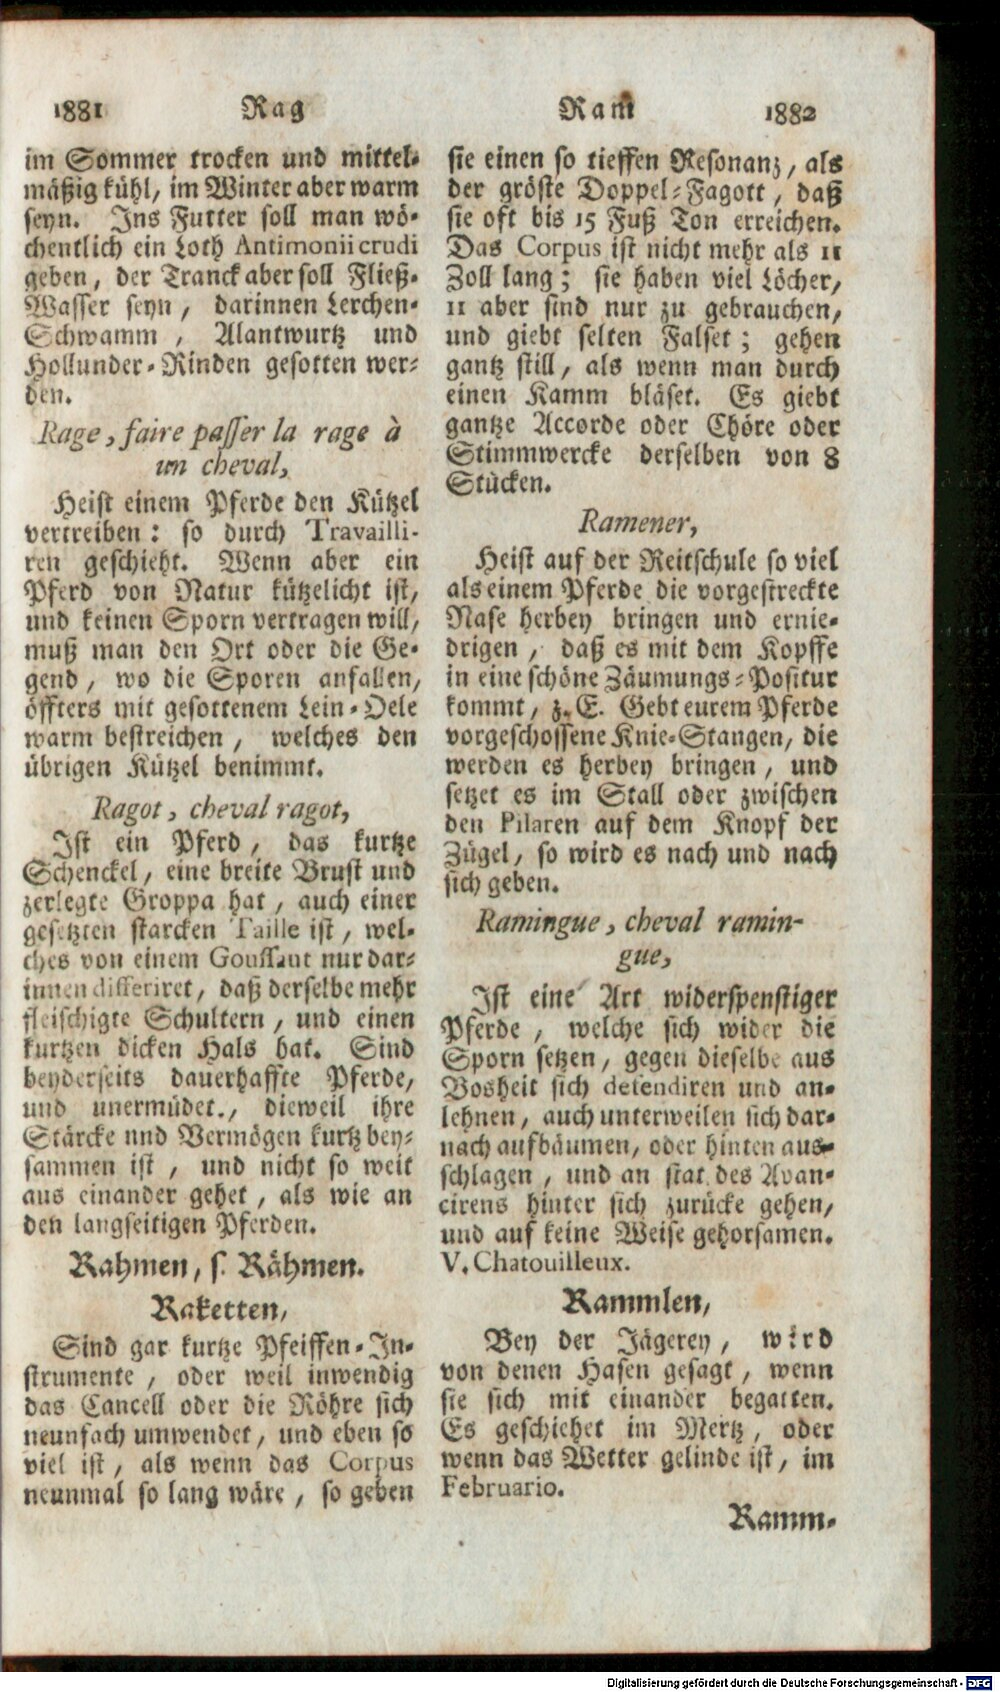 1881 Rag
im Sommer trocken und mittel-
mäßig kühl, im Winter aber warm
seyn. Ins Futter soll man wö-
chentlich ein Loth Antimonii crudi
geben, der Tranck aber soll Fließ-
Wasser seyn, darinnen Lerchen-
Schwamm, Alantwurtz und
Hollunder-Rinden gesotten wer-
den.
Rage, faire passer la rage à
un cheval,
Heist einem Pferde den Kützel
vertreiben: so durch Travailli-
ren geschieht. Wenn aber ein
Pferd von Natur kützelicht ist,
und keinen Sporn vertragen will,
muß man den Ort oder die Ge-
gend, wo die Sporen anfallen,
öffters mit gesottenem Lein-Oele
warm bestreichen, welches den
übrigen Kützel benimmt.
Ragot, cheval ragot,
Ist ein Pferd, das kurtze
Schenckel, eine breite Brust und
zerlegte Groppa hat, auch einer
gesetzten starcken Taille ist, wel-
ches von einem Goussaut nur dar-
innen differiret, daß derselbe mehr
fleischigte Schultern, und einen
kurtzen dicken Hals hat. Sind
beyderseits dauerhaffte Pferde,
und unermüdet., dieweil ihre
Stärcke und Vermögen kurtz bey-
sammen ist, und nicht so weit
aus einander gehet, als wie an
den langseitigen Pferden.
Rahmen, s. Rähmen.
Raketten,
Sind gar kurtze Pfeiffen-In-
strumente, oder weil inwendig
das Cancell oder die Röhre sich
neunfach umwendet, und eben so
viel ist, als wenn das Corpus
neunmal so lang wäre, so geben
Ram 1882
sie einen so tieffen Resonanz, als
der gröste Doppel-Fagott, daß
sie oft bis 15 Fuß Ton erreichen.
Das Corpus ist nicht mehr als 11
Zoll lang; sie haben viel Löcher,
11 aber sind nur zu gebrauchen,
und giebt selten Falset; gehen
gantz still, als wenn man durch
einen Kamm bläset. Es giebt
gantze Accorde oder Chöre oder
Stimmwercke derselben von 8
Stücken.
Ramener,
Heist auf der Reitschule so viel
als einem Pferde die vorgestreckte
Nase herbey bringen und ernie-
drigen, daß es mit dem Kopffe
in eine schöne Zäumungs-Positur
kommt, z. E. Gebt eurem Pferde
vorgeschossene Knie-Stangen, die
werden es herbey bringen, und
setzet es im Stall oder zwischen
den Pilaren auf dem Knopf der
Zügel, so wird es nach und nach
sich geben.
Ramingue, cheval ramin-
gue,
Ist eine Art widerspenstiger
Pferde, welche sich wider die
Sporn setzen, gegen dieselbe aus
Bosheit sich defendiren und an-
lehnen, auch unterweilen sich dar-
nach aufbäumen, oder hinten aus-
schlagen, und an stat des Avan-
cirens hinter sich zurücke gehen,
und auf keine Weise gehorsamen.
V. Chatouilleux.
Rammlen,
Bey der Jägerey, wird
von denen Hasen gesagt, wenn
sie sich mit einander begatten.
Es geschiehet im Mertz, oder
wenn das Wetter gelinde ist, im
Februario.
Ramm-
Digitalisierung gefördert durch die Deutsche Forschungsgemeinschaft - DFG